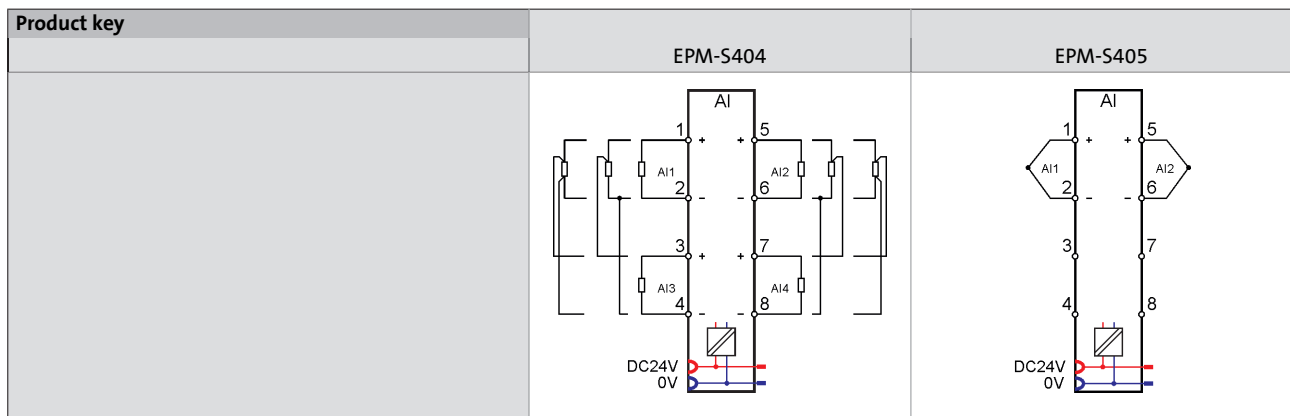 Product key
EPM-S404 EPM-S405
AI AI
1 5 1 5
+ + + +
AI1 AI2 AI1 AI2
2 6 2 6
- - - -
3 7 3 7
+ +
AI3 AI4
4 8 4 8
- -
DC24V DC24V
0V 0V